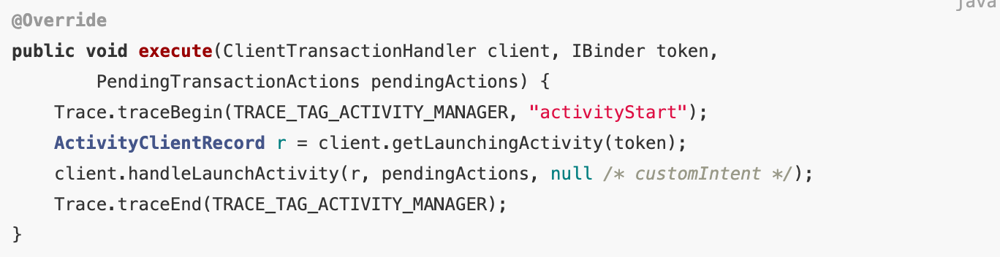 java
@Override
public void execute(ClientTransactionHandler client, IBinder token,
        PendingTransactionActions pendingActions) {
    Trace.traceBegin(TRACE_TAG_ACTIVITY_MANAGER, "activityStart");
    ActivityClientRecord r = client.getLaunchingActivity(token);
    client.handleLaunchActivity(r, pendingActions, null /* customIntent */);
    Trace.traceEnd(TRACE_TAG_ACTIVITY_MANAGER);
}